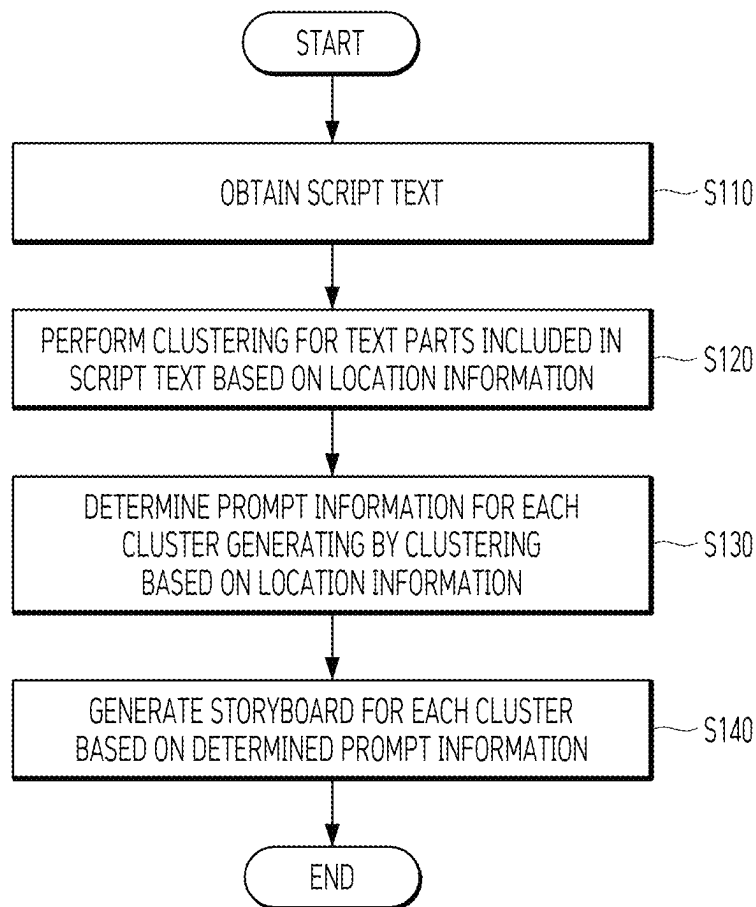 START
OBTAIN SCRIPT TEXT
S110
PERFORM CLUSTERING FOR TEXT PARTS INCLUDED IN
SCRIPT TEXT BASED ON LOCATION INFORMATION
S120
DETERMINE PROMPT INFORMATION FOR EACH
CLUSTER GENERATING BY CLUSTERING
BASED ON LOCATION INFORMATION
S130
GENERATE STORYBOARD FOR EACH CLUSTER
BASED ON DETERMINED PROMPT INFORMATION
S140
END